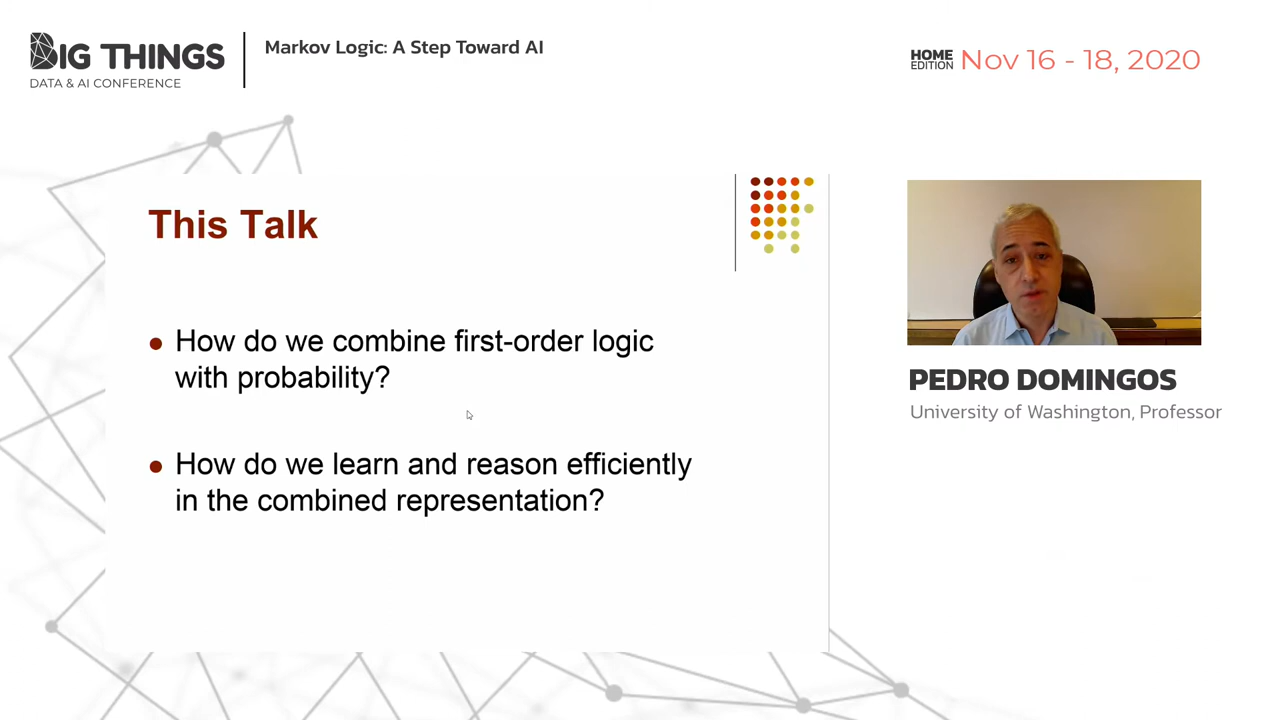 BIG THINGS
DATA & AI CONFERENCE
Markov Logic: A Step Toward AI
HOME
EDITION
Nov 16 - 18, 2020
This Talk
How do we combine first-order logic
with probability?
How do we learn and reason efficiently
in the combined representation?
PEDRO DOMINGOS
University of Washington, Professor